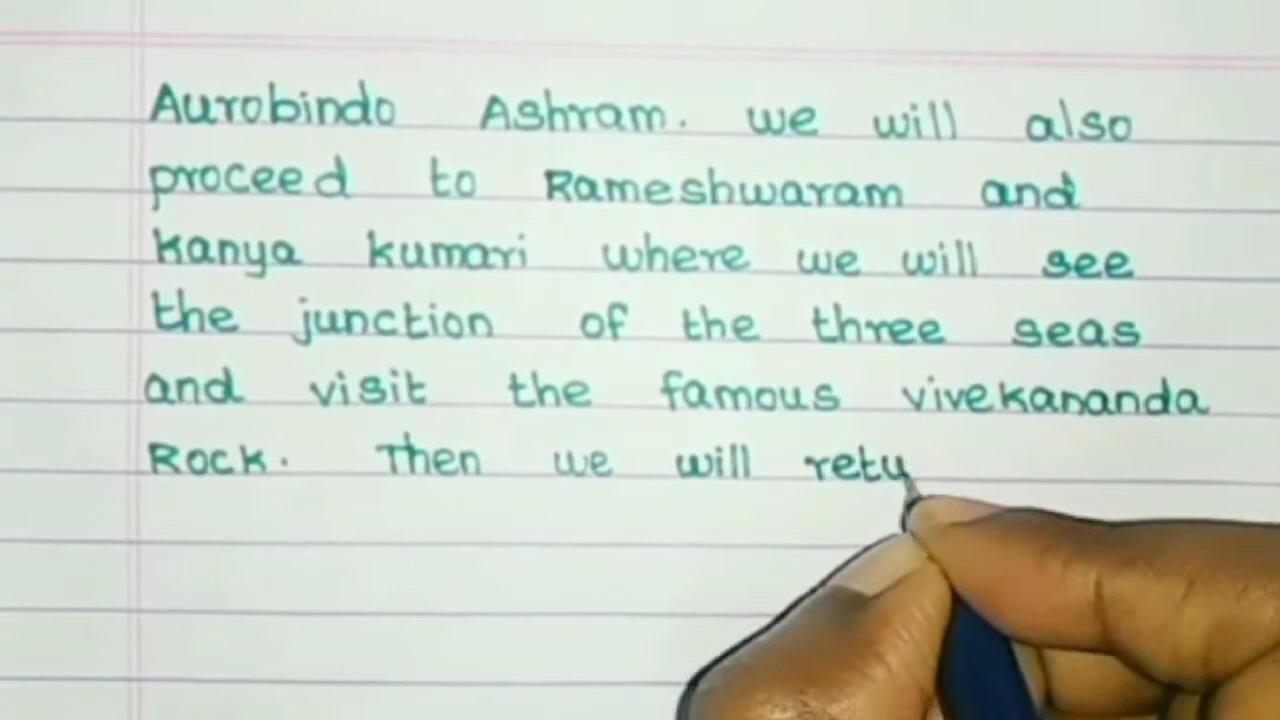 Aurobindo Ashram. we will also
proceed to Rameshwaram and
kanya kumari where we will see
the junction of the three seas
and visit the famous vivekananda
Rock. Then we will retu